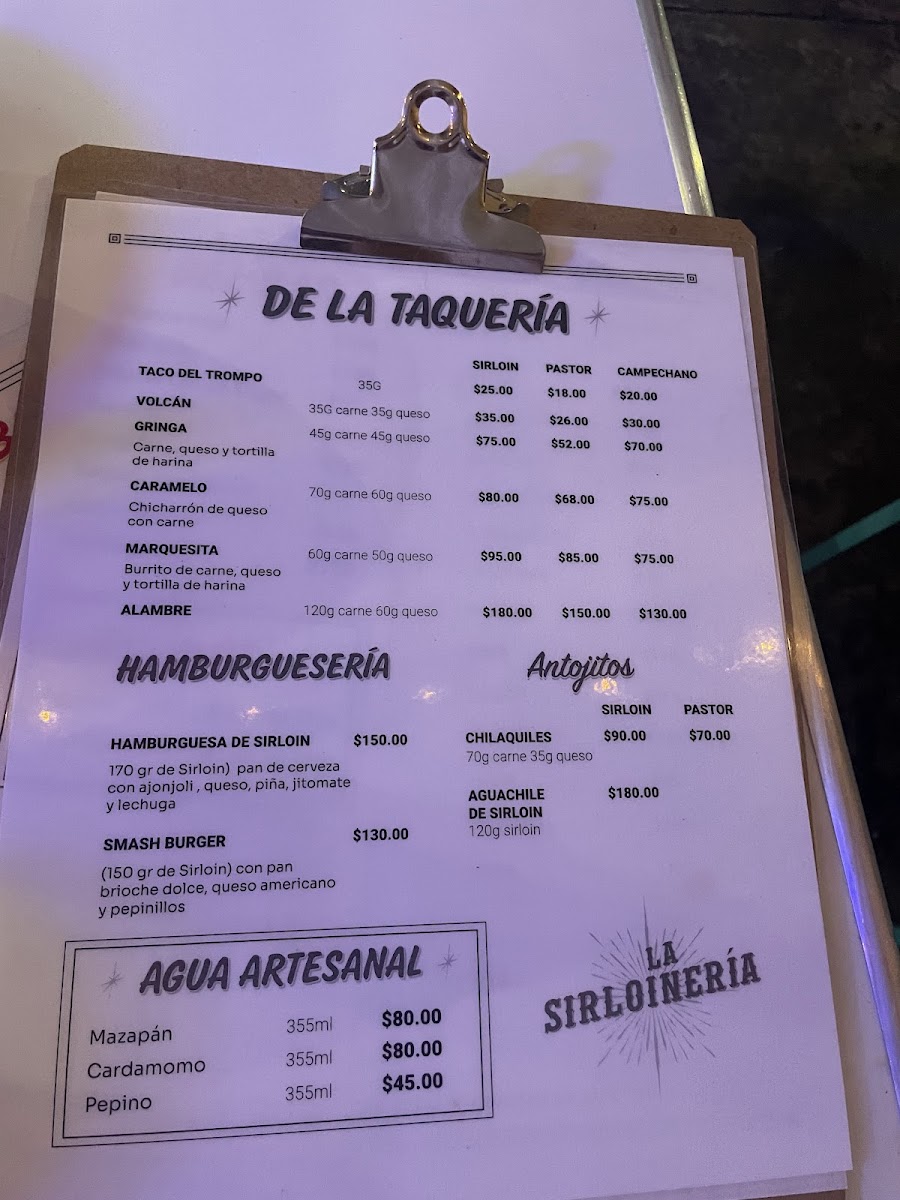 DE LA TAQUERÍA
SIRLOIN PASTOR CAMPECHANO
TACO DEL TROMPO 35G $25.00 $18.00 $20.00
VOLCÁN 35G carne 35g queso $35.00 $26.00 $30.00
GRINGA 45g carne 45g queso $75.00 $52.00 $70.00
Carne, queso y tortilla
de harina
CARAMELO 70g carne 60g queso $80.00 $68.00 $75.00
Chicharrón de queso
con carne
MARQUESITA 60g carne 50g queso $95.00 $85.00 $75.00
Burrito de carne, queso
y tortilla de harina
ALAMBRE 120g carne 60g queso $180.00 $150.00 $130.00
HAMBURGUESERÍA
HAMBURGUESA DE SIRLOIN $150.00
170 gr de Sirloin) pan de cerveza
con ajonjoli , queso, piña, jitomate
y lechuga
SMASH BURGER $130.00
(150 gr de Sirloin) con pan
brioche dolce, queso americano
y pepinillos
Antojitos
SIRLOIN PASTOR
CHILAQUILES $90.00 $70.00
70g carne 35g queso
AGUACHILE $180.00
DE SIRLOIN
120g sirloin
AGUA ARTESANAL
Mazapán 355ml $80.00
Cardamomo 355ml $80.00
Pepino 355ml $45.00
LA
SIRLOINERÍA